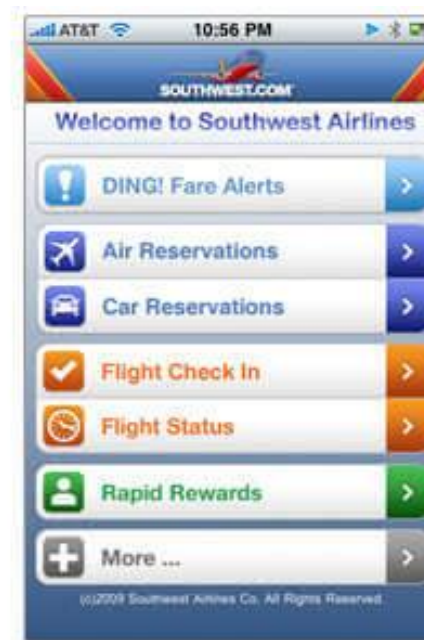 AT&T 10:56 PM
SOUTHWEST.COM
Welcome to Southwest Airlines
DING! Fare Alerts
Air Reservations
Car Reservations
Flight Check In
Flight Status
Rapid Rewards
More ...
(c)2009 Southwest Airlines Co. All Rights Reserved.